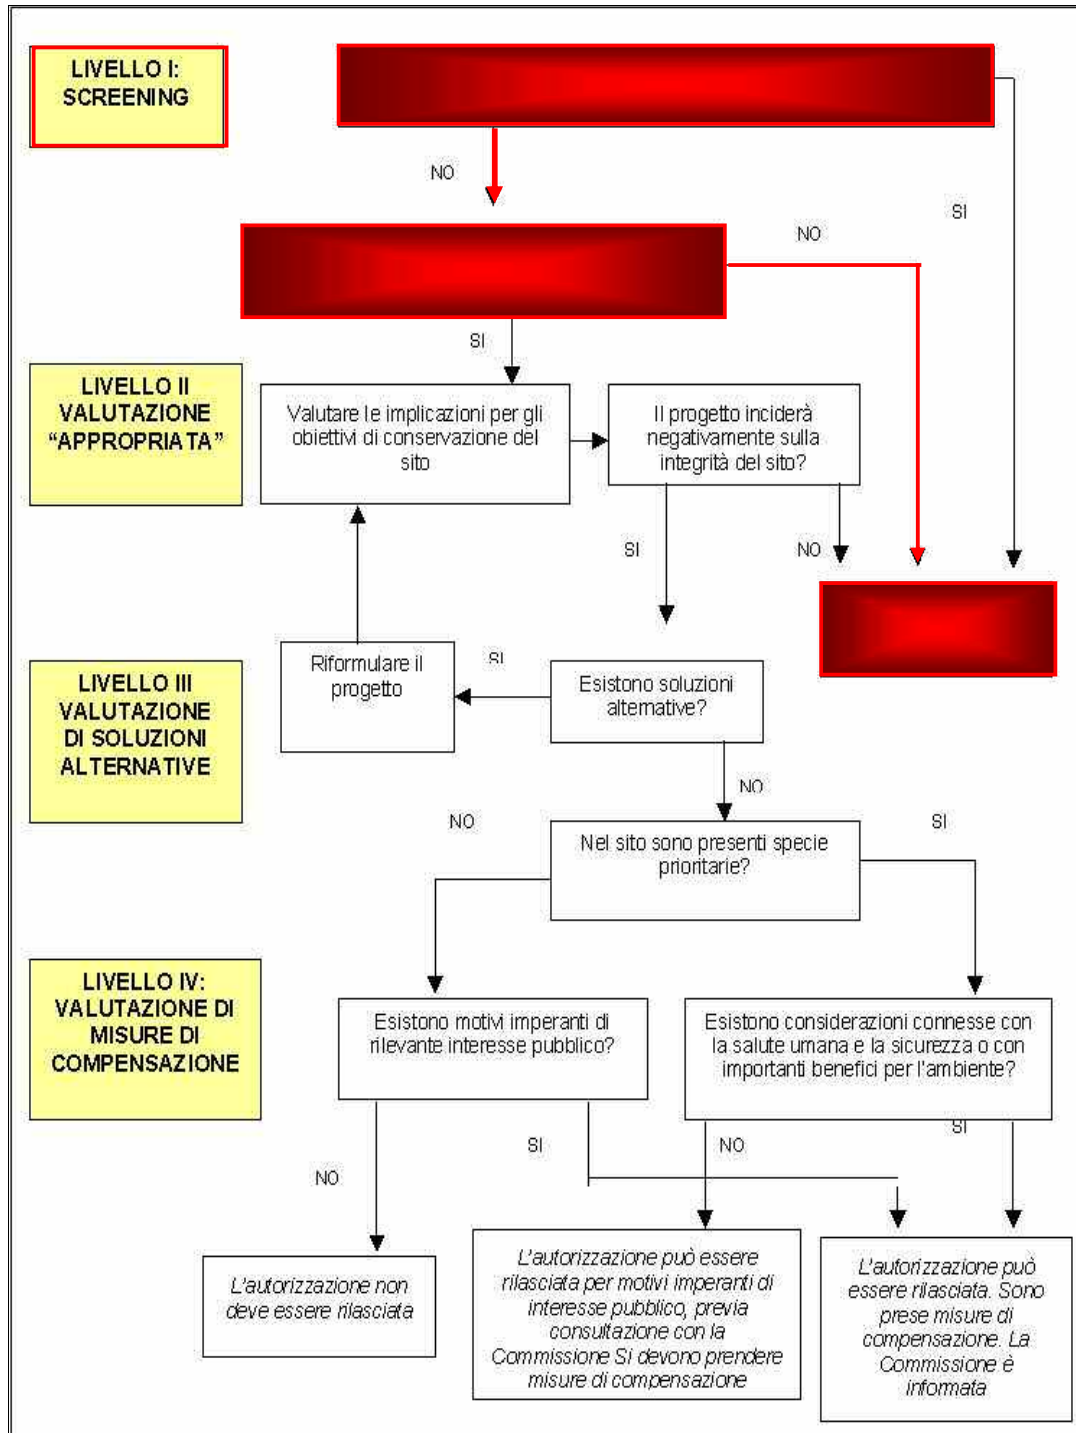 LIVELLO I:
SCREENING
NO
SI
NO
SI
LIVELLO II
VALUTAZIONE
“APPROPRIATA”
Valutare le implicazioni per gli
obiettivi di conservazione del
sito
Il progetto inciderà
negativamente sulla
integrità del sito?
SI
NO
LIVELLO III
VALUTAZIONE
DI SOLUZIONI
ALTERNATIVE
Riformulare il
progetto
SI
Esistono soluzioni
alternative?
NO
NO
SI
Nel sito sono presenti specie
prioritarie?
LIVELLO IV:
VALUTAZIONE DI
MISURE DI
COMPENSAZIONE
Esistono motivi imperanti di
rilevante interesse pubblico?
Esistono considerazioni connesse con
la salute umana e la sicurezza o con
importanti benefici per l'ambiente?
NO
SI
NO
SI
L'autorizzazione non
deve essere rilasciata
L'autorizzazione può essere
rilasciata per motivi imperanti di
interesse pubblico, previa
consultazione con la
Commissione Si devono prendere
misure di compensazione
L'autorizzazione può
essere rilasciata. Sono
prese misure di
compensazione. La
Commissione è
informata